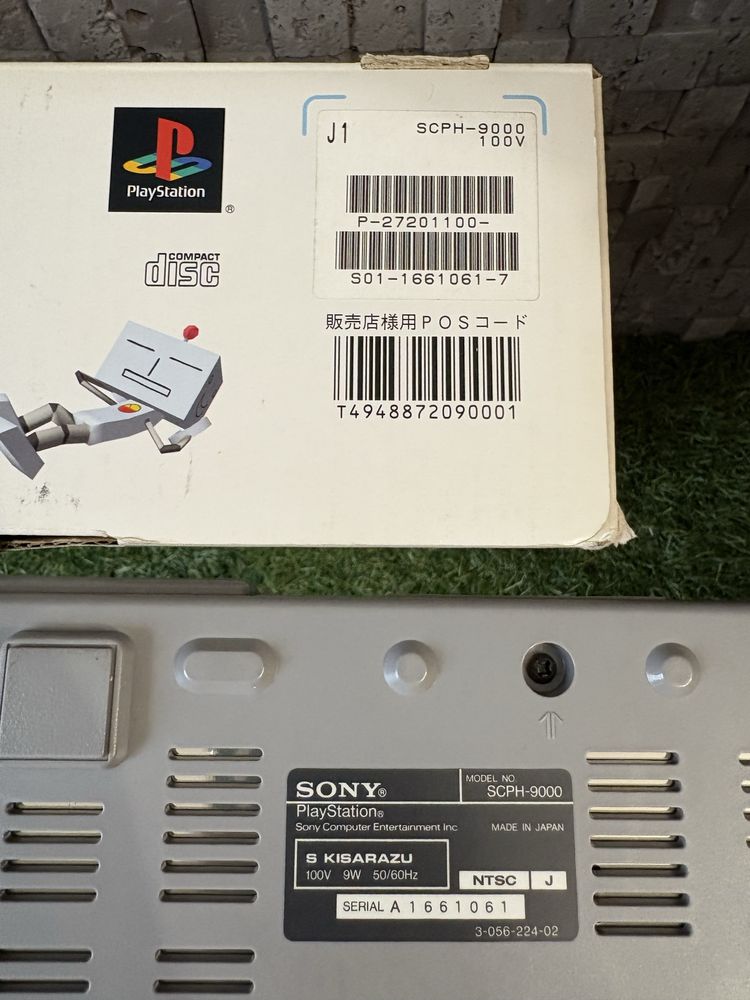 PlayStation
®
COMPACT
disc
J1
SCPH-9000
100V
P-27201100-
S01-1661061-7
販売店様用POSコード
T4948872090001
SONY®
MODEL NO.
SCPH-9000
PlayStation®
Sony Computer Entertainment Inc
MADE IN JAPAN
S KISARAZU
100V 9W 50/60Hz
NTSC J
SERIAL A1661061
3-056-224-02